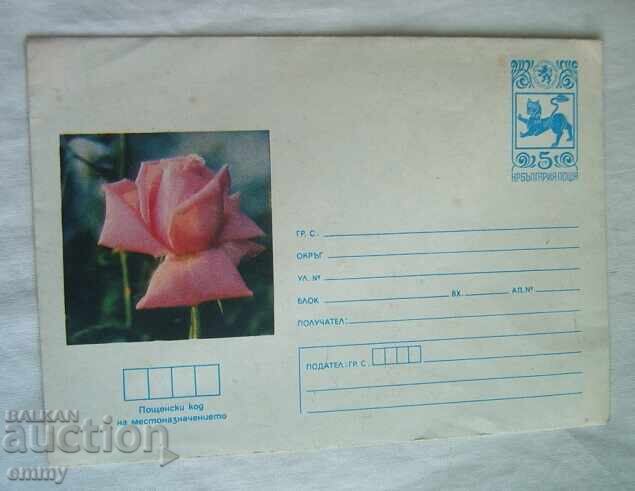 5
НР БЪЛГАРИЯ ПОЩА
ГР. С.
ОКРЪГ
УЛ. №
БЛОК ВХ. АП. №
ПОЛУЧАТЕЛ:
ПОДАТЕЛ: ГР. С.
Пощенски код
на местоназначението
BALKAN
auction
emmy